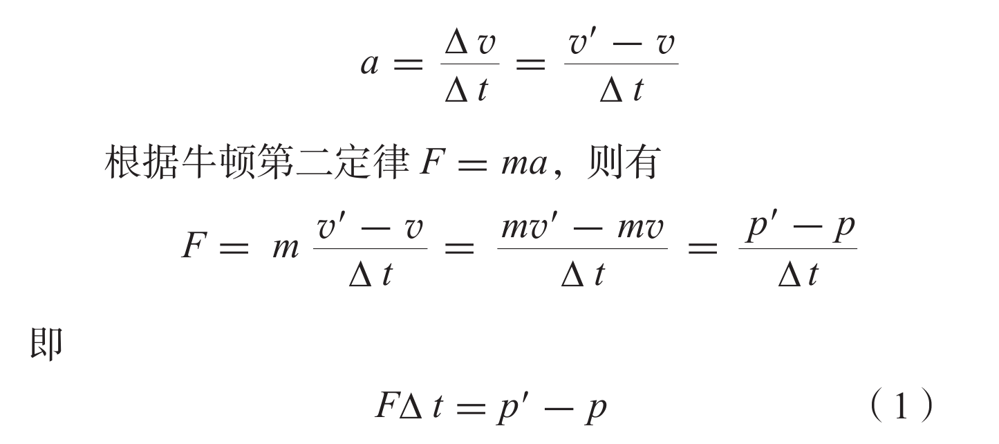 a = Δv/Δt = (v′ − v)/Δt
根据牛顿第二定律 F = ma，则有
F = m (v′ − v)/Δt = (mv′ − mv)/Δt = (p′ − p)/Δt
即
FΔt = p′ − p （1）